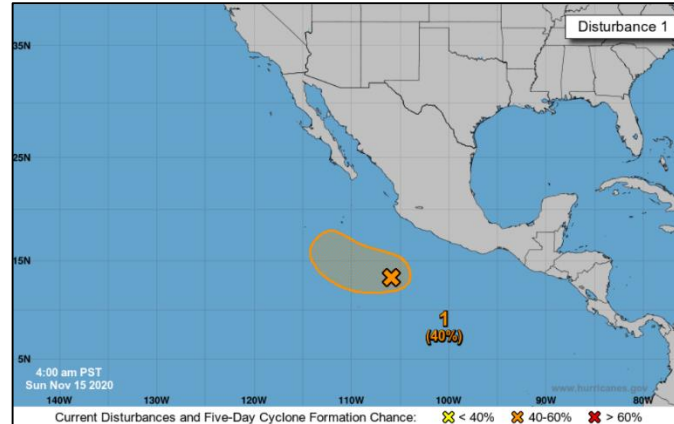 Disturbance 1
35N
25N
15N
5N
1
(40%)
4:00 am PST
Sun Nov 15 2020
www.hurricanes.gov
140W 130W 120W 110W 100W 90W 80W
Current Disturbances and Five-Day Cyclone Formation Chance: < 40% 40-60% > 60%